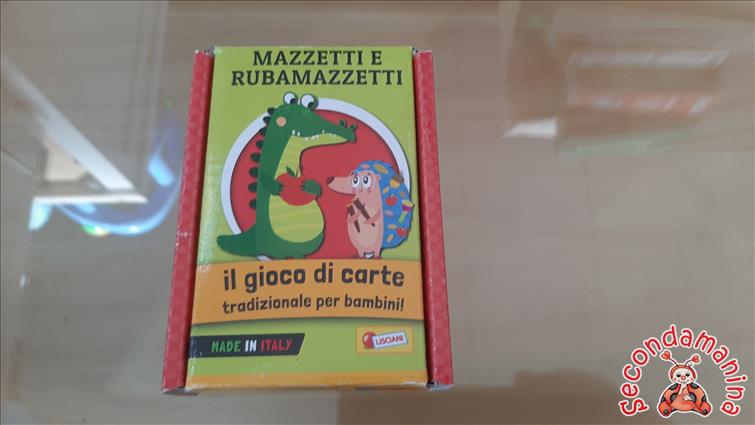 MAZZETTI E
RUBAMAZZETTI
il gioco di carte
tradizionale per bambini!
MADE IN ITALY
LISCIANI
secondamanina